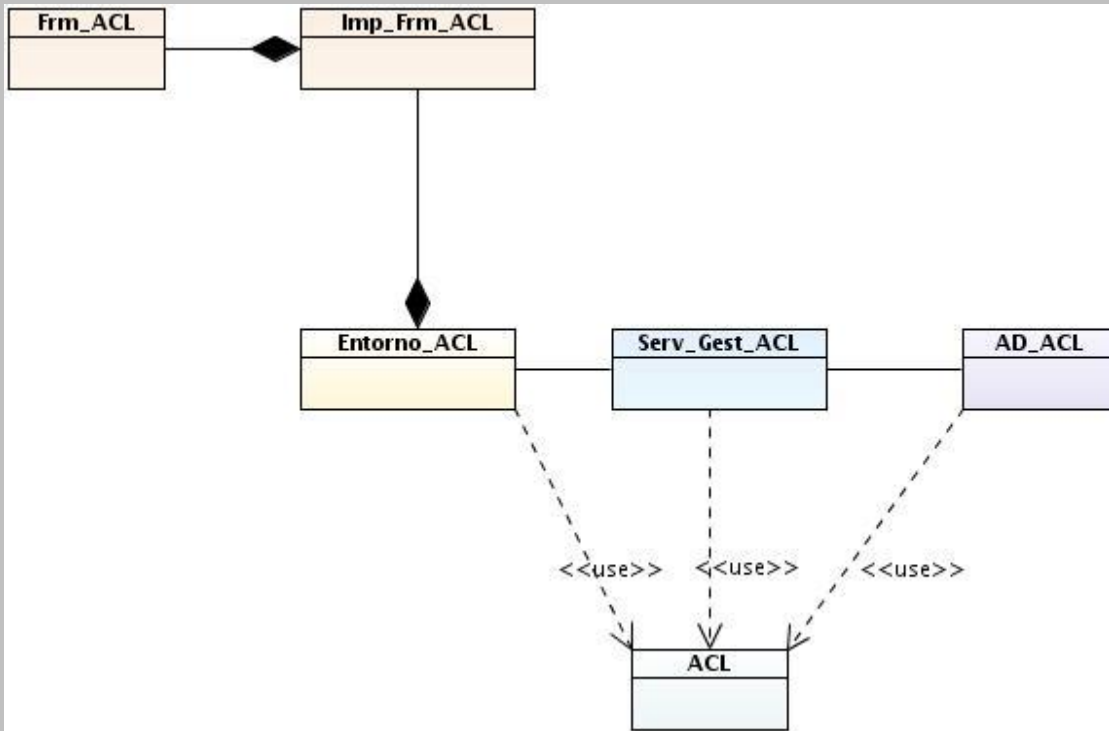 Frm_ACL
Imp_Frm_ACL
Entorno_ACL
Serv_Gest_ACL
AD_ACL
<<use>>
<<use>>
<<use>>
ACL